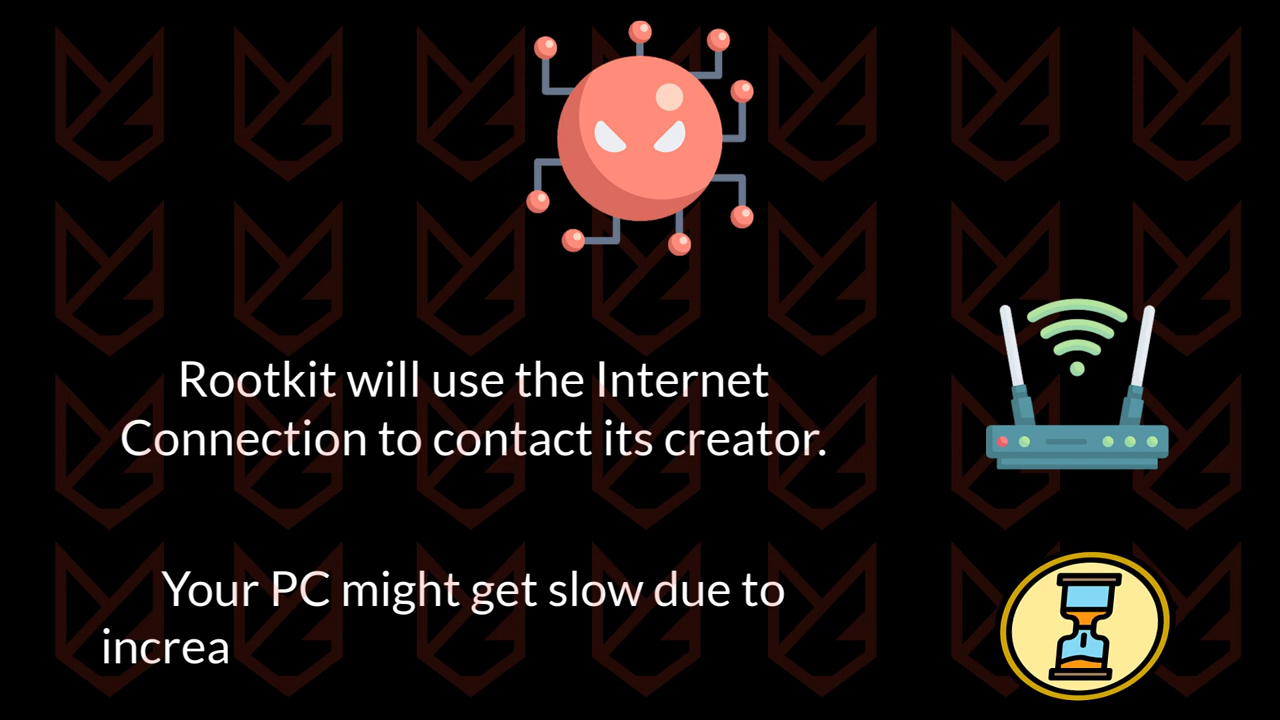 Rootkit will use the Internet
Connection to contact its creator.
Your PC might get slow due to
increa